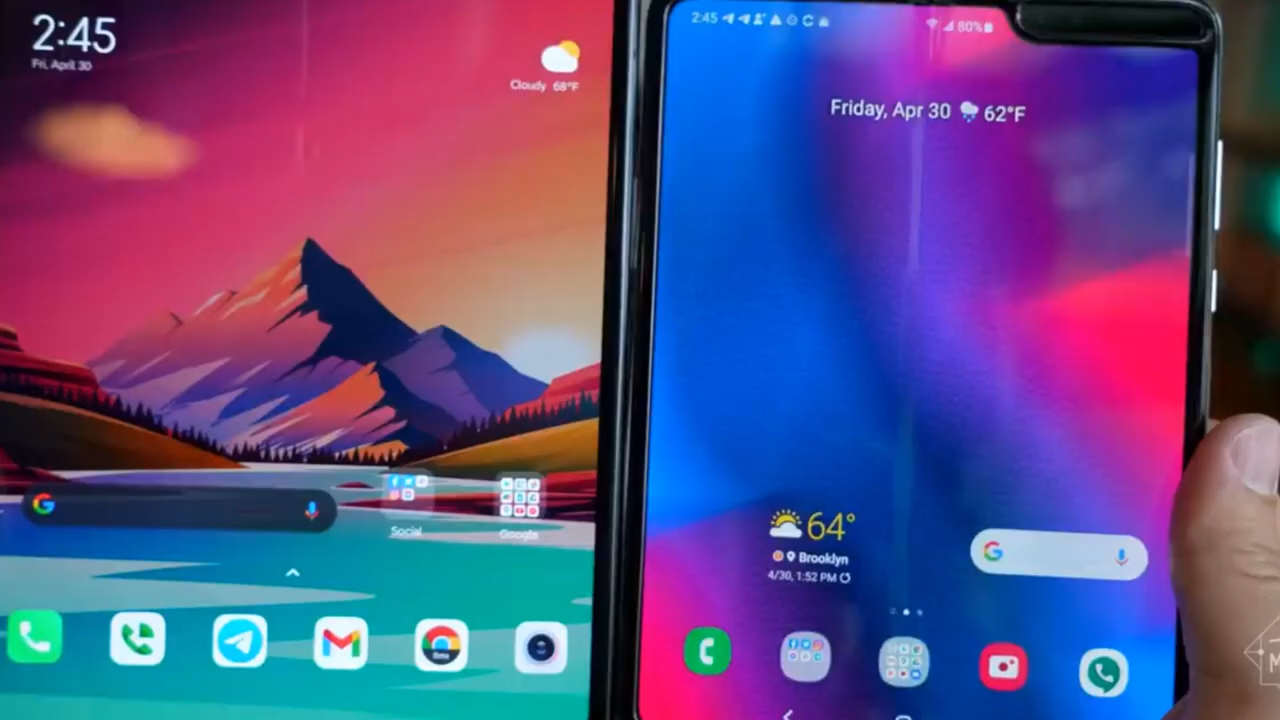 2:45
Fri, April 30
Cloudy 68°F
Social
Google
2:45
80%
Friday, Apr 30 62°F
64°
Brooklyn
4/30, 1:52 PM